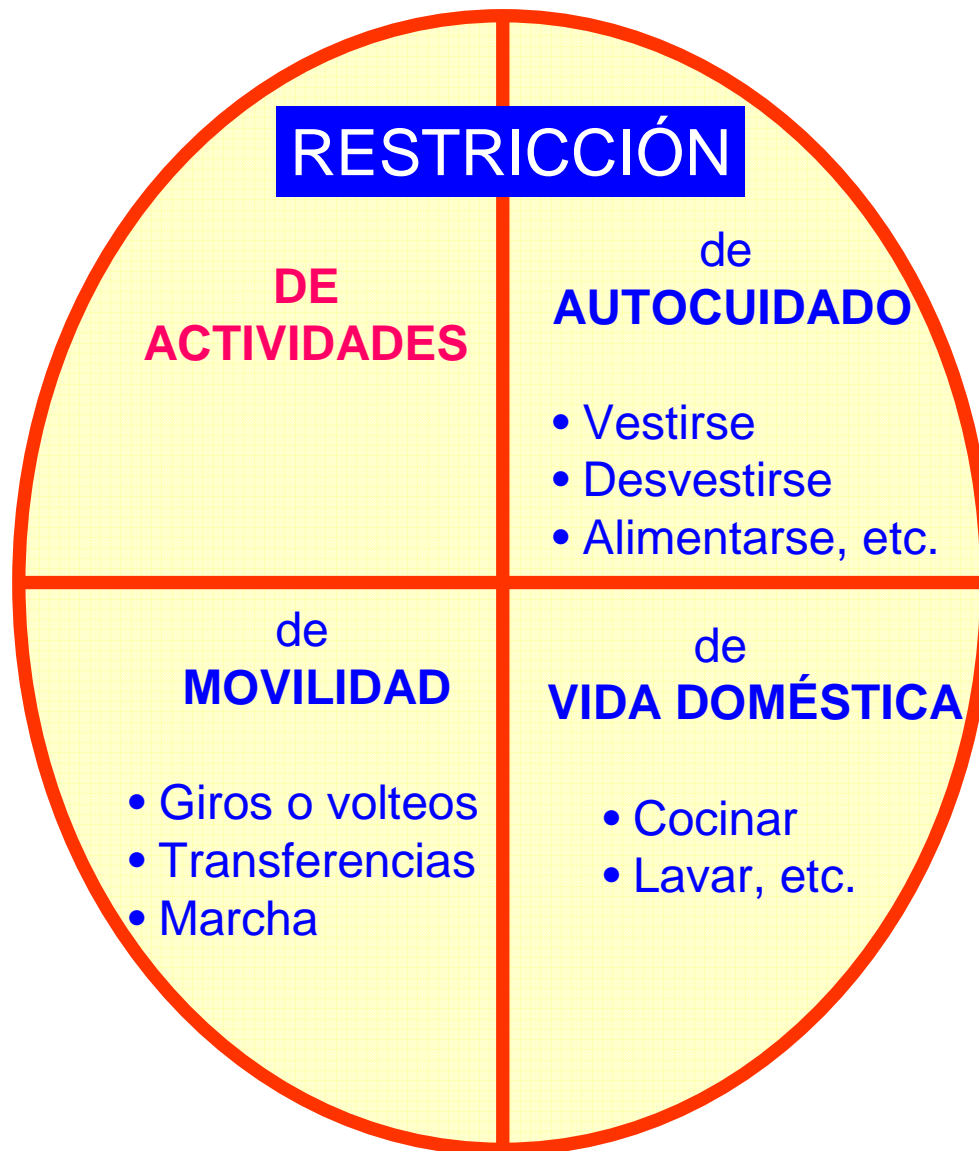 RESTRICCIÓN
DE
ACTIVIDADES
de
AUTOCUIDADO
• Vestirse
• Desvestirse
• Alimentarse, etc.
de
MOVILIDAD
• Giros o volteos
• Transferencias
• Marcha
de
VIDA DOMÉSTICA
• Cocinar
• Lavar, etc.